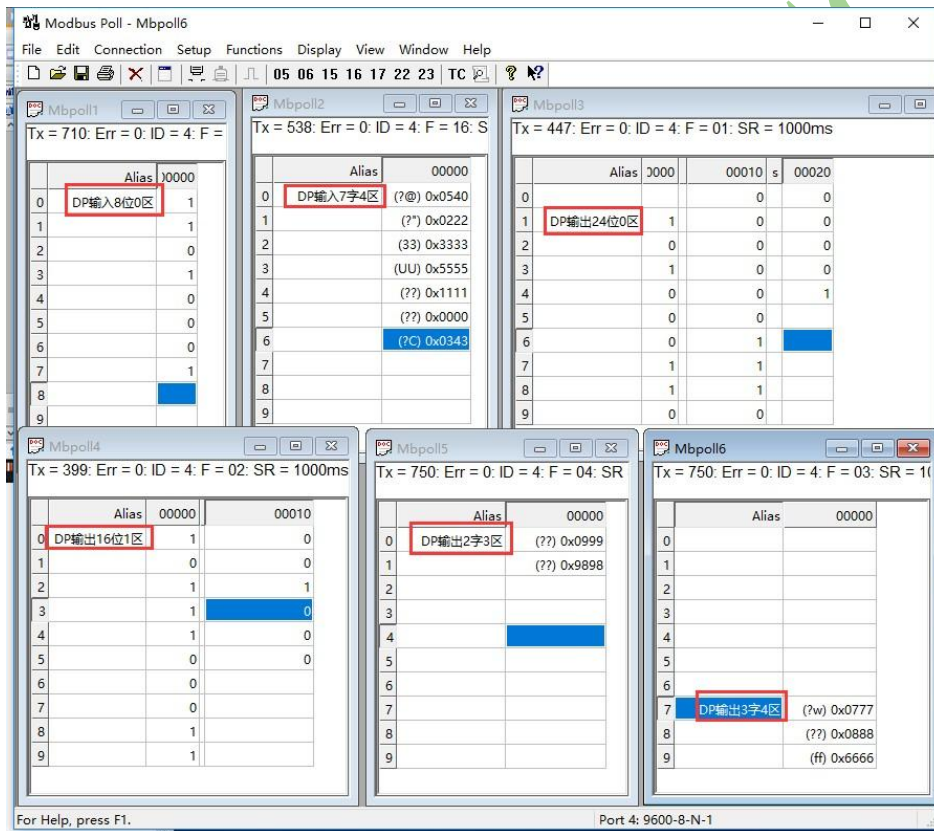 Modbus Poll - Mbpoll6
File Edit Connection Setup Functions Display View Window Help
05 06 15 16 17 22 23 TC
Mbpoll1
Tx = 710: Err = 0: ID = 4: F =
Alias 00000
0 DP输入8位0区 1
1 1
2 0
3 1
4 0
5 0
6 0
7 1
8
9
Mbpoll2
Tx = 538: Err = 0: ID = 4: F = 16: S
Alias 00000
0 DP输入7字4区 (?@) 0x0540
1 (?") 0x0222
2 (33) 0x3333
3 (UU) 0x5555
4 (??) 0x1111
5 (??) 0x0000
6 (?C) 0x0343
7
8
9
Mbpoll3
Tx = 447: Err = 0: ID = 4: F = 01: SR = 1000ms
Alias 0000 00010 s 00020
0 0 0
1 DP输出24位0区 1 0 0
2 0 0 0
3 1 0 0
4 0 0 1
5 0 0
6 0 1
7 1 1
8 1 1
9 0 0
Mbpoll4
Tx = 399: Err = 0: ID = 4: F = 02: SR = 1000ms
Alias 00000 00010
0 DP输出16位1区 1 0
1 0 0
2 1 1
3 1 0
4 1 0
5 0 0
6 0
7 0
8 1
9 1
Mbpoll5
Tx = 750: Err = 0: ID = 4: F = 04: SR
Alias 00000
0 DP输出2字3区 (??) 0x0999
1 (??) 0x9898
2
3
4
5
6
7
8
9
Mbpoll6
Tx = 750: Err = 0: ID = 4: F = 03: SR = 10
Alias 00000
0
1
2
3
4
5
6
7 DP输出3字4区 (?w) 0x0777
8 (??) 0x0888
9 (ff) 0x6666
For Help, press F1.
Port 4: 9600-8-N-1